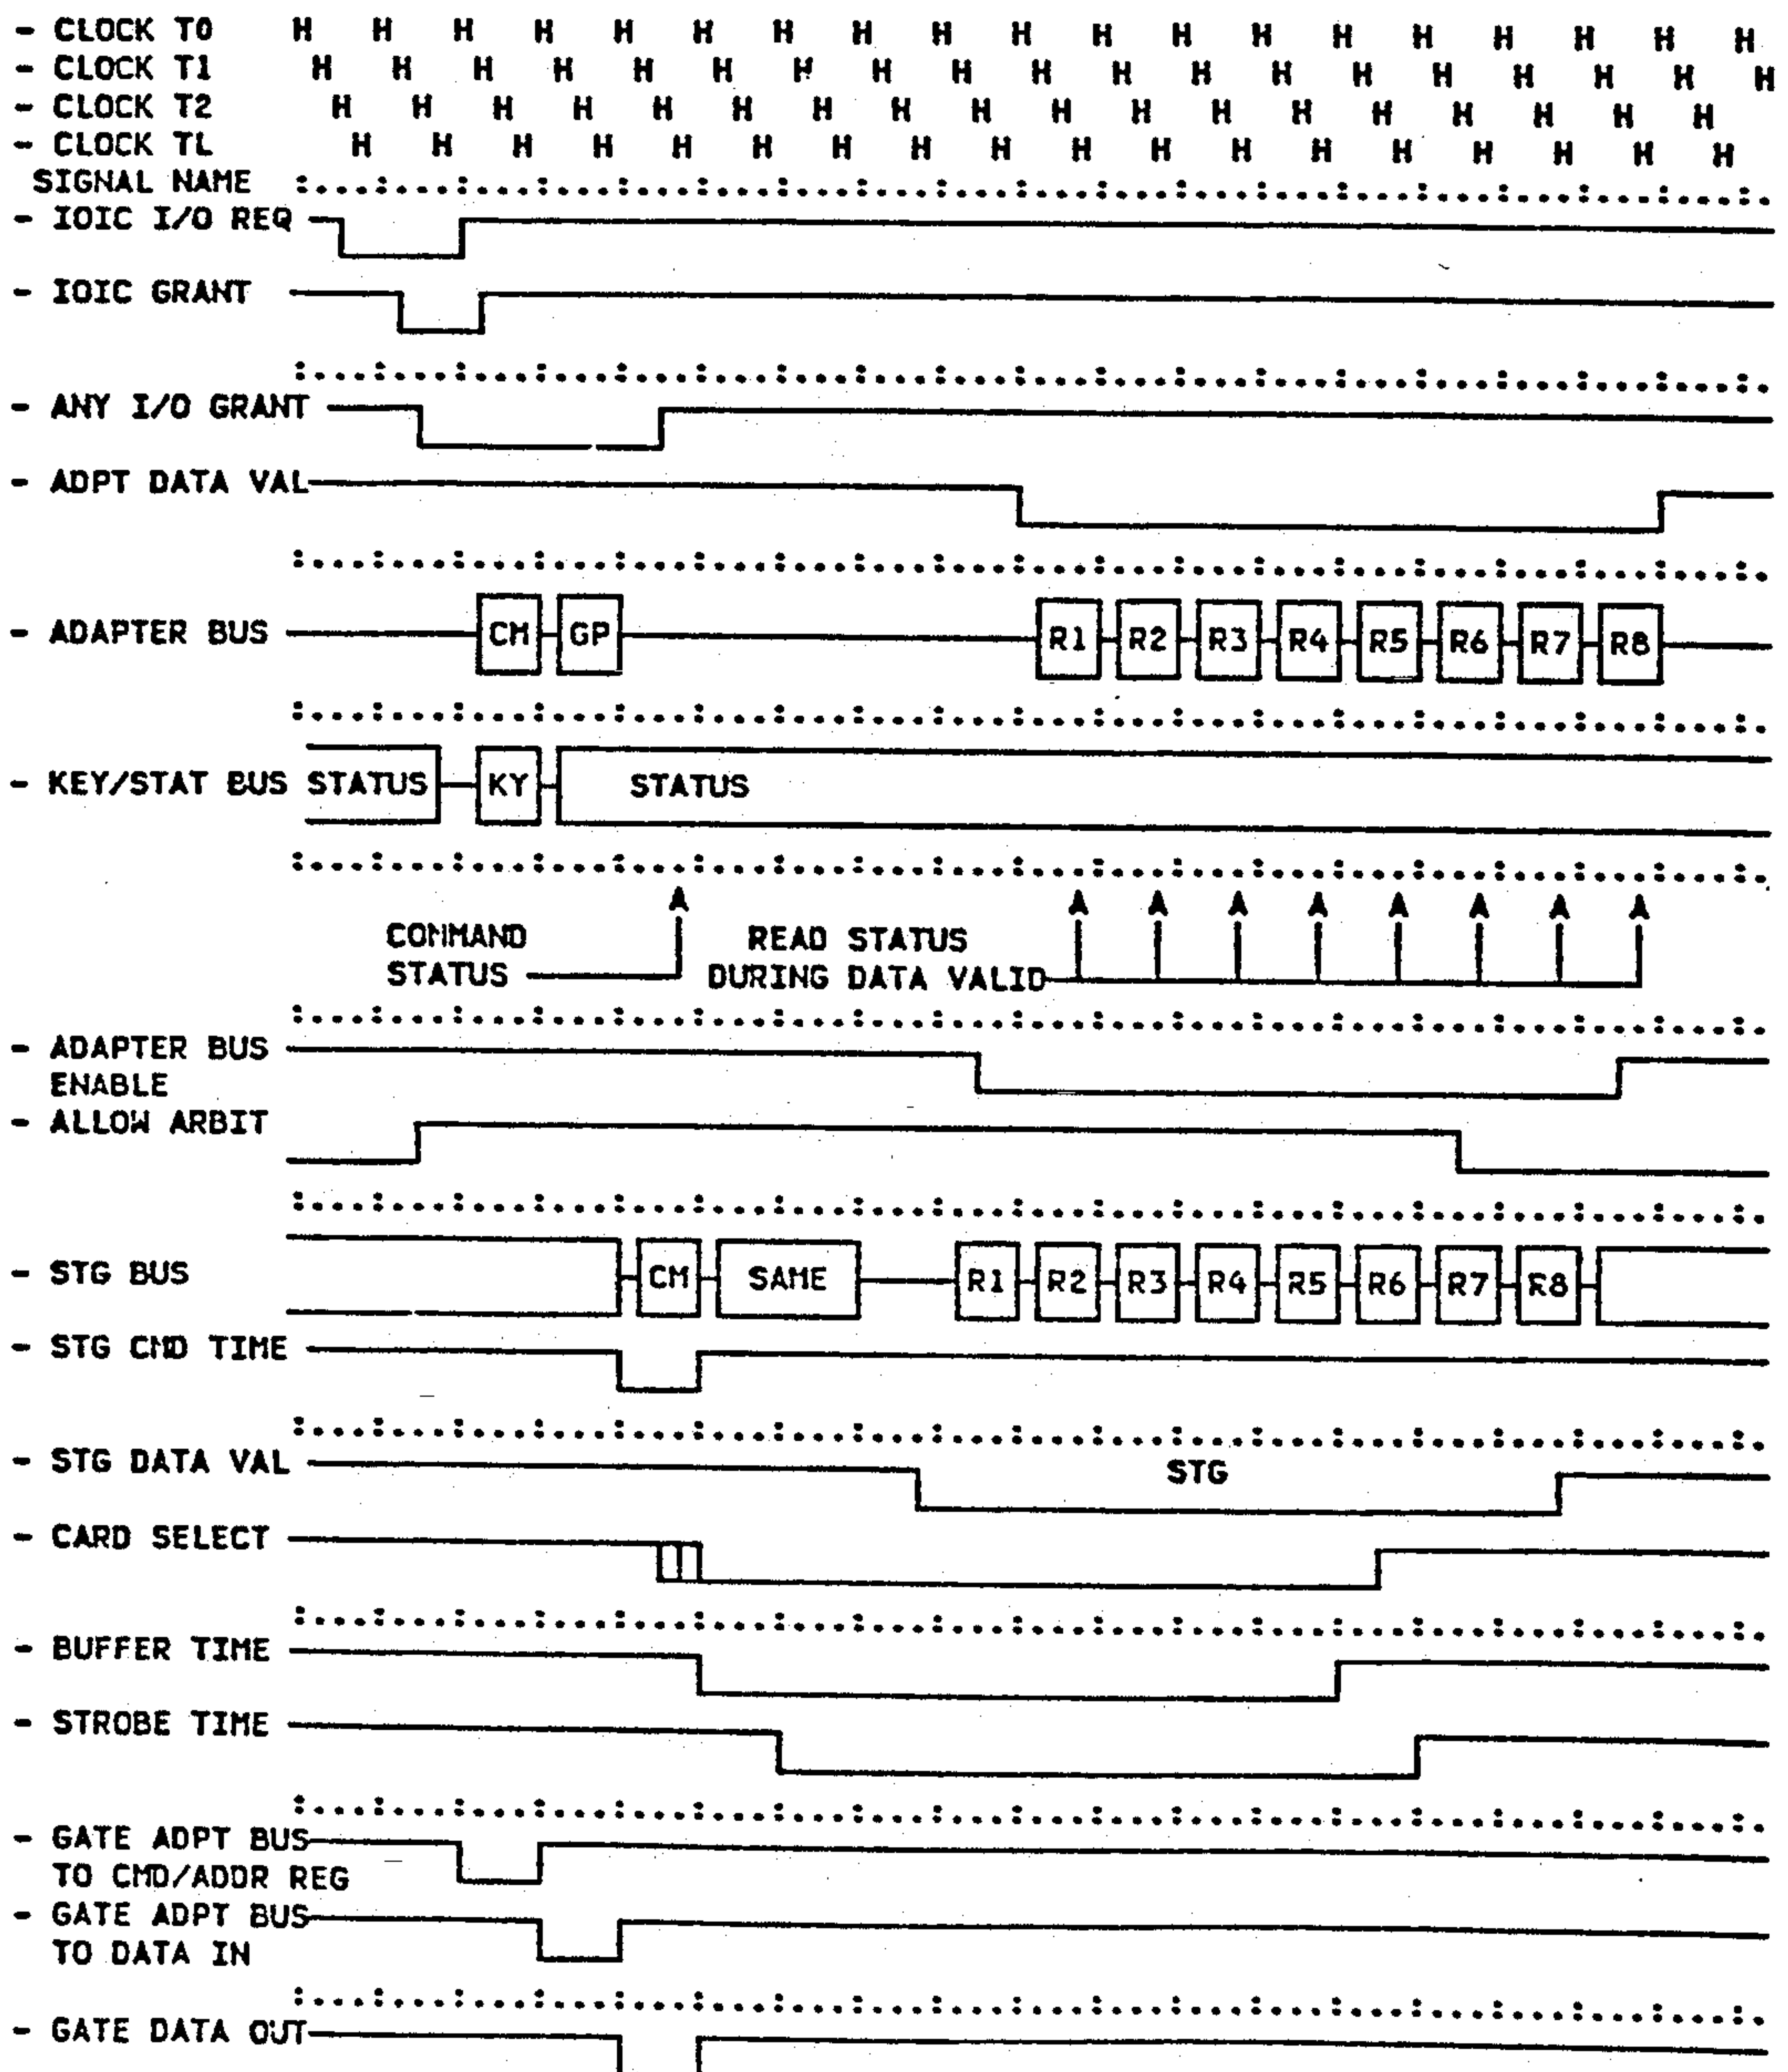 - CLOCK T0 H H H H H H H H H H H H H H H H H H H
- CLOCK T1 H H H H H H H H H H H H H H H H H H H
- CLOCK T2 H H H H H H H H H H H H H H H H H H
- CLOCK TL H H H H H H H H H H H H H H H H H H
SIGNAL NAME
- IOIC I/O REQ
- IOIC GRANT
- ANY I/O GRANT
- ADPT DATA VAL
- ADAPTER BUS CM GP R1 R2 R3 R4 R5 R6 R7 R8
- KEY/STAT BUS STATUS KY STATUS
COMMAND READ STATUS
STATUS DURING DATA VALID
- ADAPTER BUS
ENABLE
- ALLOW ARBIT
- STG BUS CM SAME R1 R2 R3 R4 R5 R6 R7 R8
- STG CMD TIME
- STG DATA VAL STG
- CARD SELECT
- BUFFER TIME
- STROBE TIME
- GATE ADPT BUS
TO CMD/ADDR REG
- GATE ADPT BUS
TO DATA IN
- GATE DATA OUT